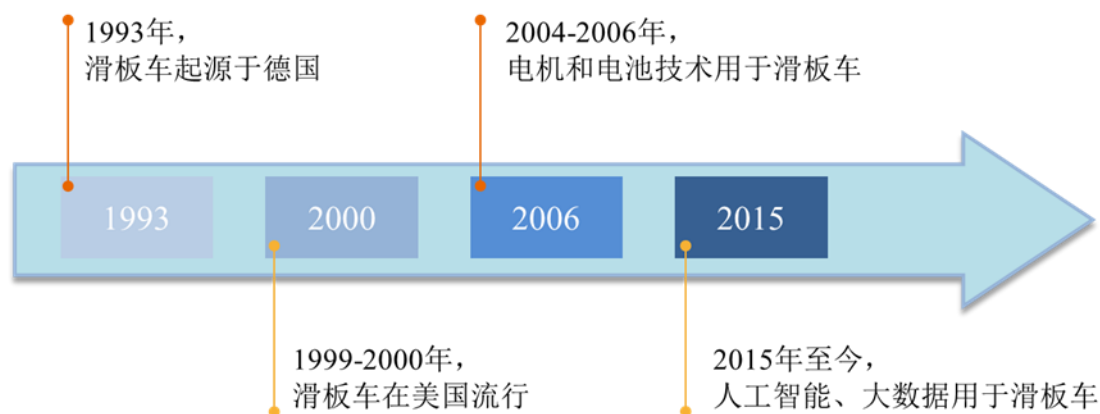 1993年，
滑板车起源于德国
2004-2006年，
电机和电池技术用于滑板车
1993
2000
2006
2015
1999-2000年，
滑板车在美国流行
2015年至今，
人工智能、大数据用于滑板车